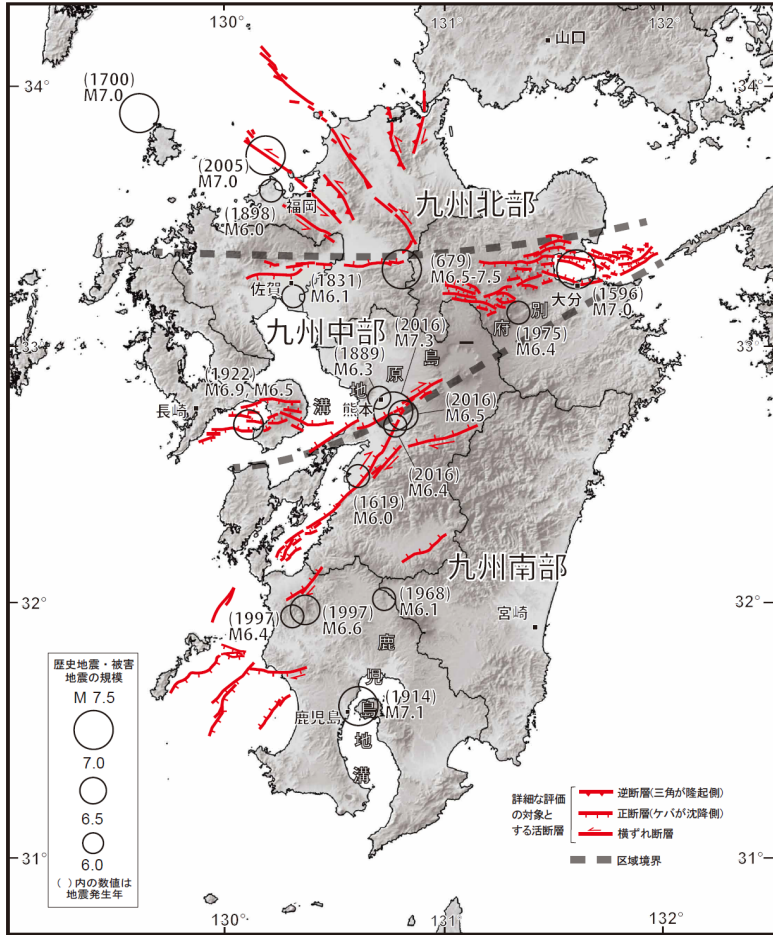 130°
131°
132°
山口
34°
34°
(1700)
M7.0
(2005)
M7.0
(1898)
M6.0
福岡
九州北部
佐賀
(1831)
M6.1
(679)
M6.5-7.5
大分
(1596)
M7.0
別
府
(1975)
M6.4
九州中部
(2016)
M7.3
33°
33°
島
原
(1889)
M6.3
地
溝
熊本
(1922)
M6.9, M6.5
長崎
(2016)
M6.5
(2016)
M6.4
(1619)
M6.0
九州南部
32°
32°
(1968)
M6.1
宮崎
(1997)
M6.4
(1997)
M6.6
鹿
児
島
地
溝
(1914)
M7.1
鹿児島
歴史地震・被害
地震の規模
M 7.5
7.0
6.5
6.0
( )内の数値は
地震発生年
詳細な評価
の対象と
する活断層
逆断層(三角が隆起側)
正断層(ケバが沈降側)
横ずれ断層
区域境界
31°
31°
130°
131°
132°